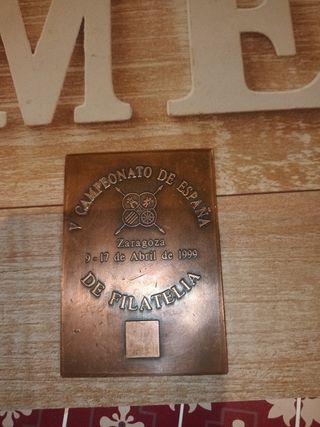 ME
V CAMPEONATO DE ESPAÑA
Zaragoza
9-17 de Abril de 1999
DE FILATELIA